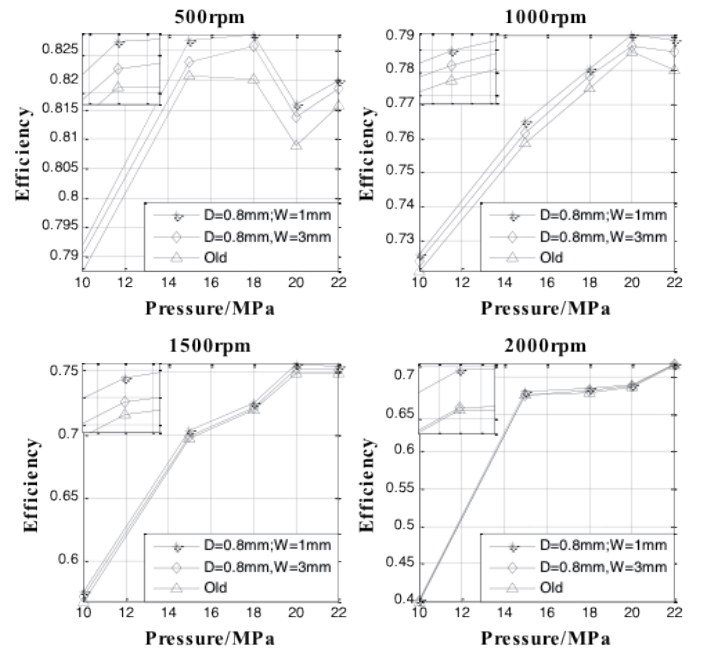 500rpm
0.825
0.82
0.815
0.81
0.805
0.8
0.795
0.79
Efficiency
D=0.8mm;W=1mm
D=0.8mm,W=3mm
Old
10 12 14 16 18 20 22
Pressure/MPa
1000rpm
0.79
0.78
0.77
0.76
0.75
0.74
0.73
Efficiency
D=0.8mm;W=1mm
D=0.8mm,W=3mm
Old
10 12 14 16 18 20 22
Pressure/MPa
1500rpm
0.75
0.7
0.65
0.6
Efficiency
D=0.8mm;W=1mm
D=0.8mm,W=3mm
Old
10 12 14 16 18 20 22
Pressure/MPa
2000rpm
0.7
0.65
0.6
0.55
0.5
0.45
0.4
Efficiency
D=0.8mm;W=1mm
D=0.8mm,W=3mm
Old
10 12 14 16 18 20 22
Pressure/MPa